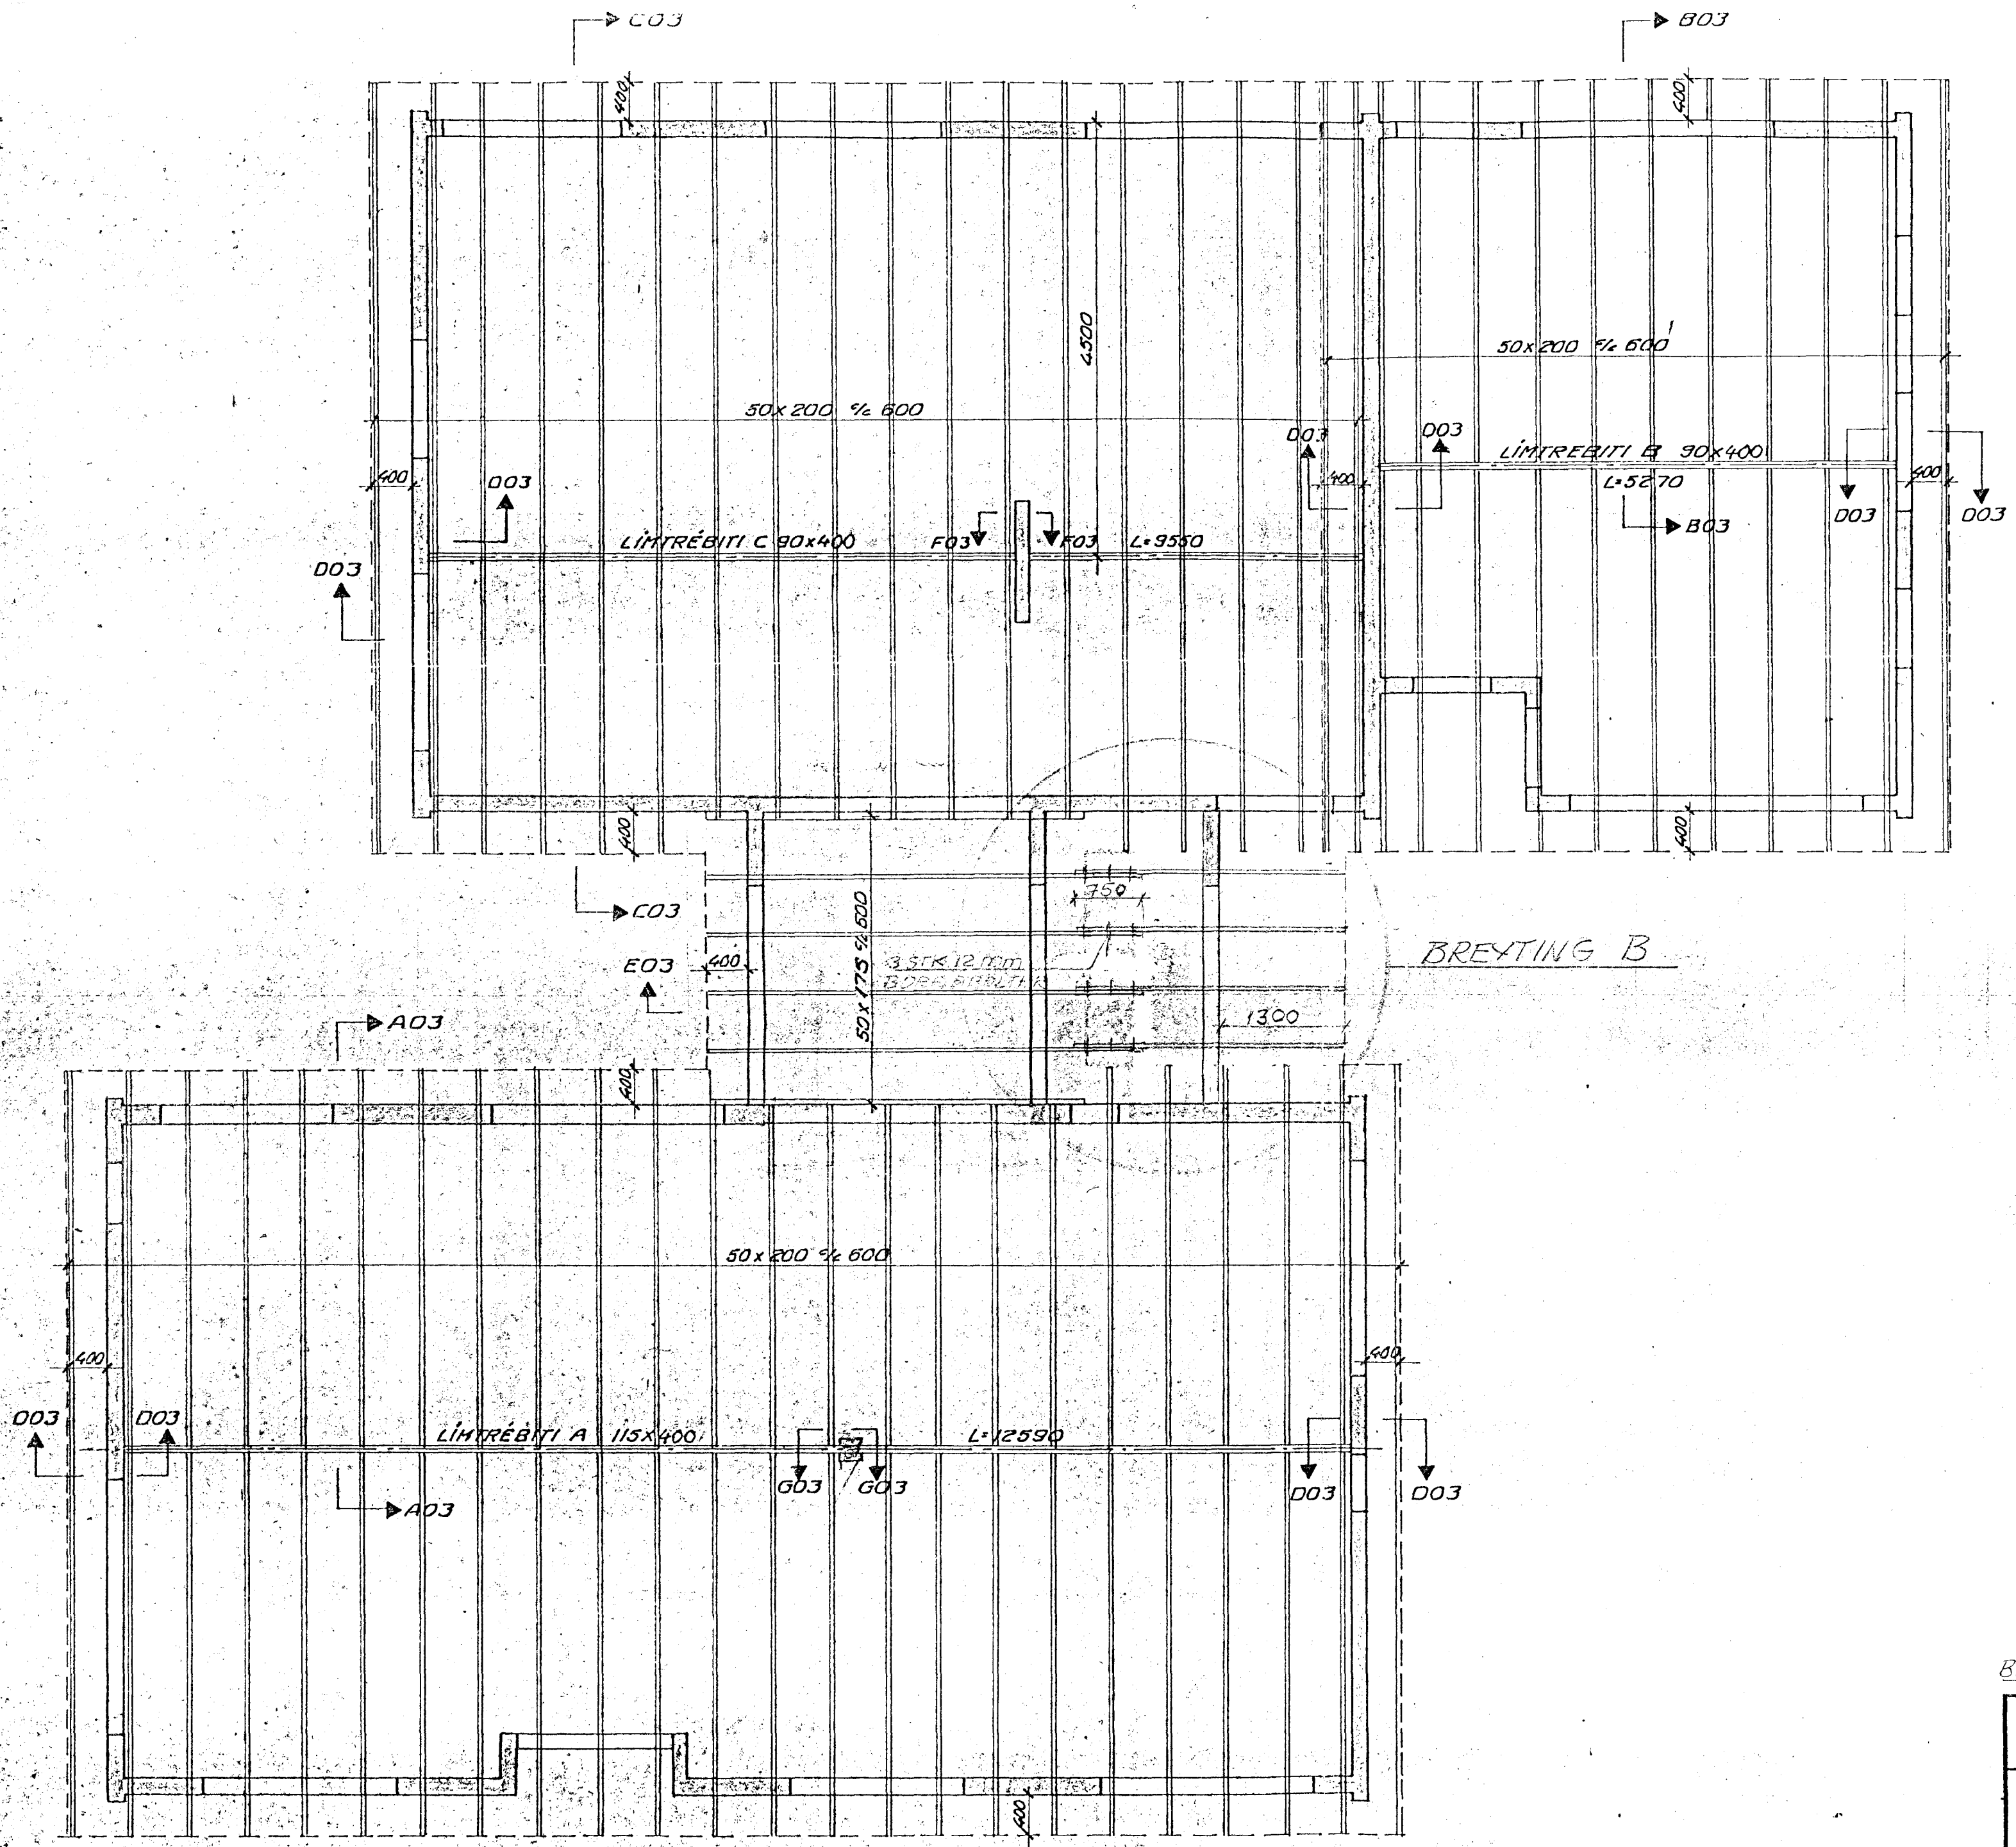 C03
B03
400
400
4500
50x200 c/c 600
50x200 c/c 600
D03
D03
LÍMTRÉBITI B 90x400
L=5270
400
D03
400
400
B03
D03
D03
LÍMTRÉBITI C 90x400
F03
F03
L=9550
D03
400
400
750
C03
50x175 c/c 600
BREYTING B
E03
400
3 STK 12 mm
1300
A03
400
50x200 c/c 600
400
400
D03
D03
LÍMTRÉBITI A 115x400
L=12590
G03
G03
D03
D03
A03
B
400